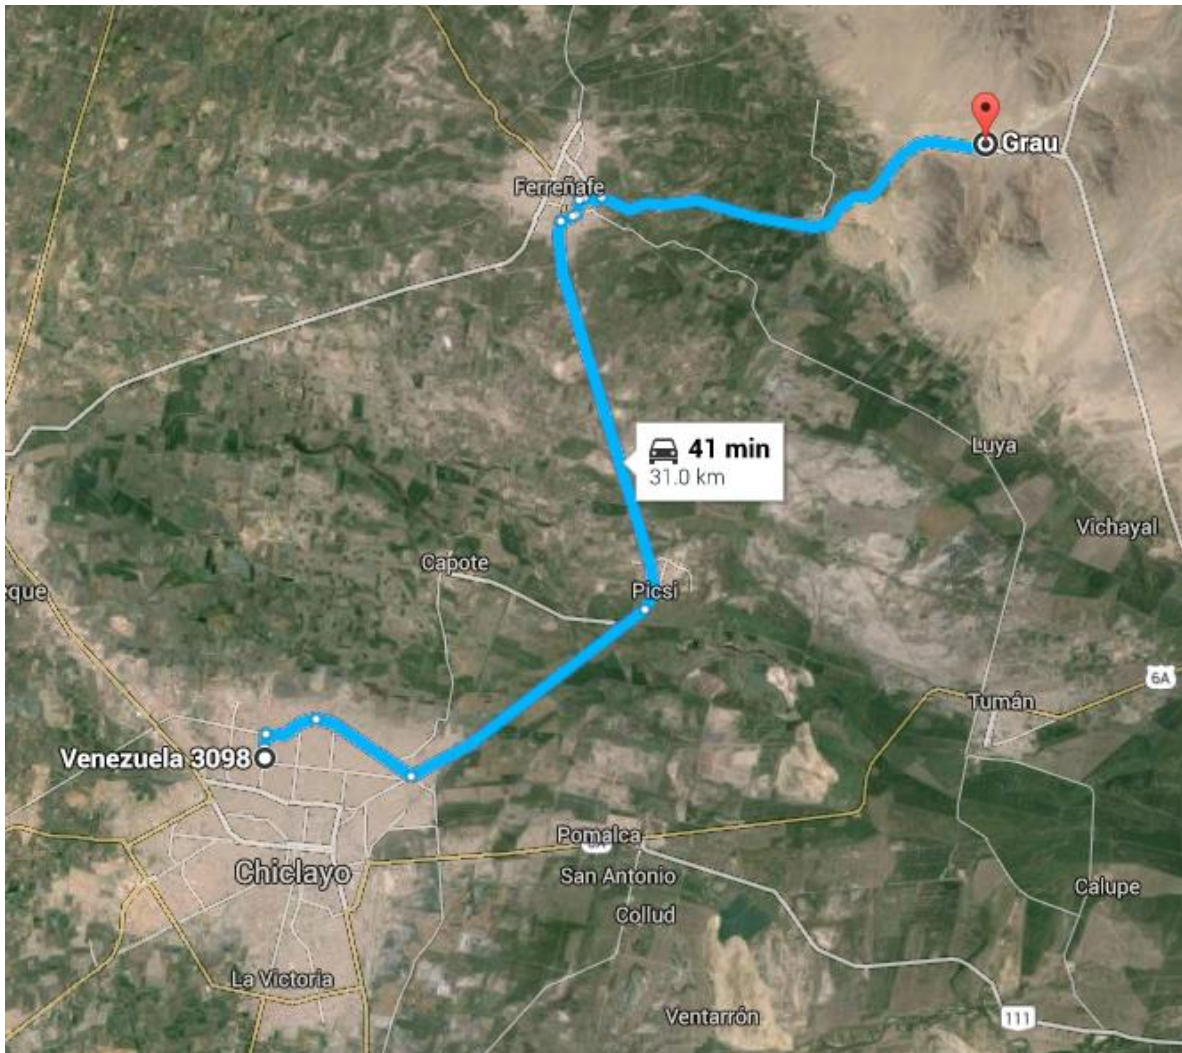 Grau
Ferreñafe
41 min
31.0 km
Luya
Vichayal
Capote
Picsi
que
6A
Tumán
Venezuela 3098
Pomalca
6A
Chiclayo
San Antonio
Calupe
Collud
La Victoria
Ventarrón
111